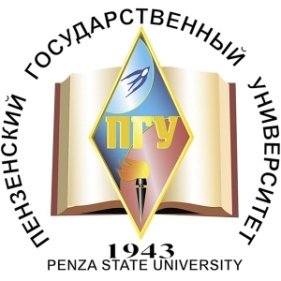 ПЕНЗЕНСКИЙ ГОСУДАРСТВЕННЫЙ УНИВЕРСИТЕТ
ПГУ
1943
PENZA STATE UNIVERSITY